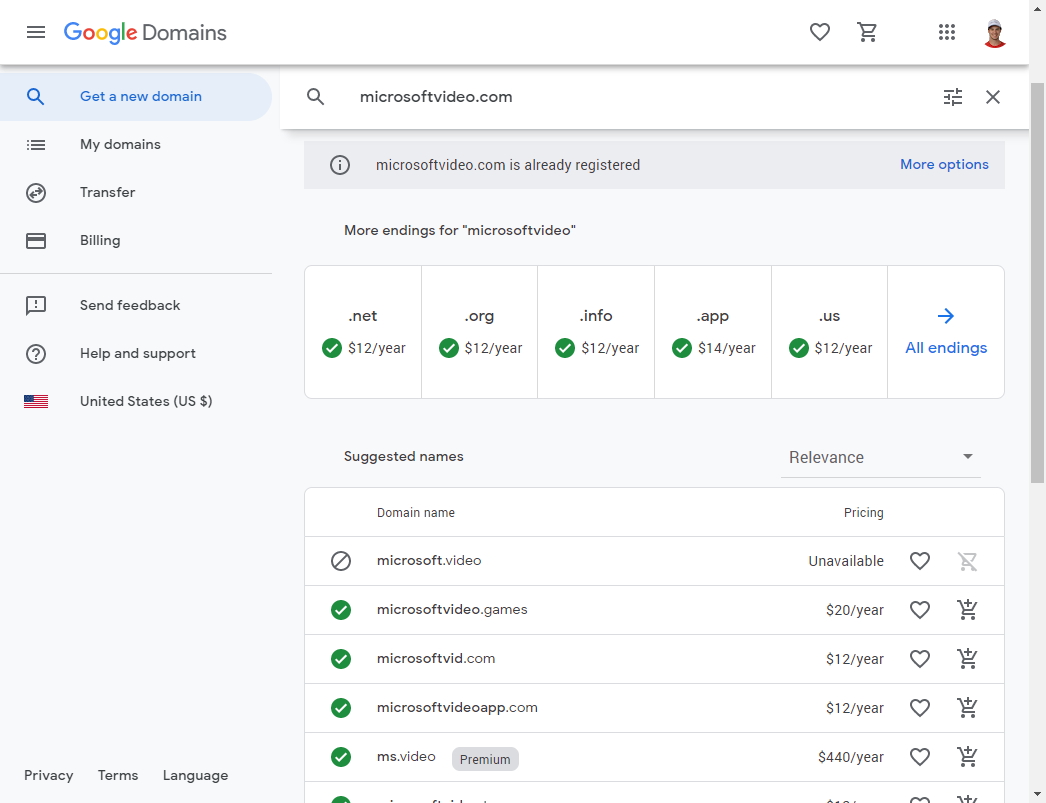 Google Domains
Get a new domain
My domains
Transfer
Billing
Send feedback
Help and support
United States (US $)
Privacy Terms Language
microsoftvideo.com
microsoftvideo.com is already registered More options
More endings for "microsoftvideo"
.net .org .info .app .us
$12/year $12/year $12/year $14/year $12/year All endings
Suggested names Relevance
Domain name Pricing
microsoft.video Unavailable
microsoftvideo.games $20/year
microsoftvid.com $12/year
microsoftvideoapp.com $12/year
ms.video Premium $440/year